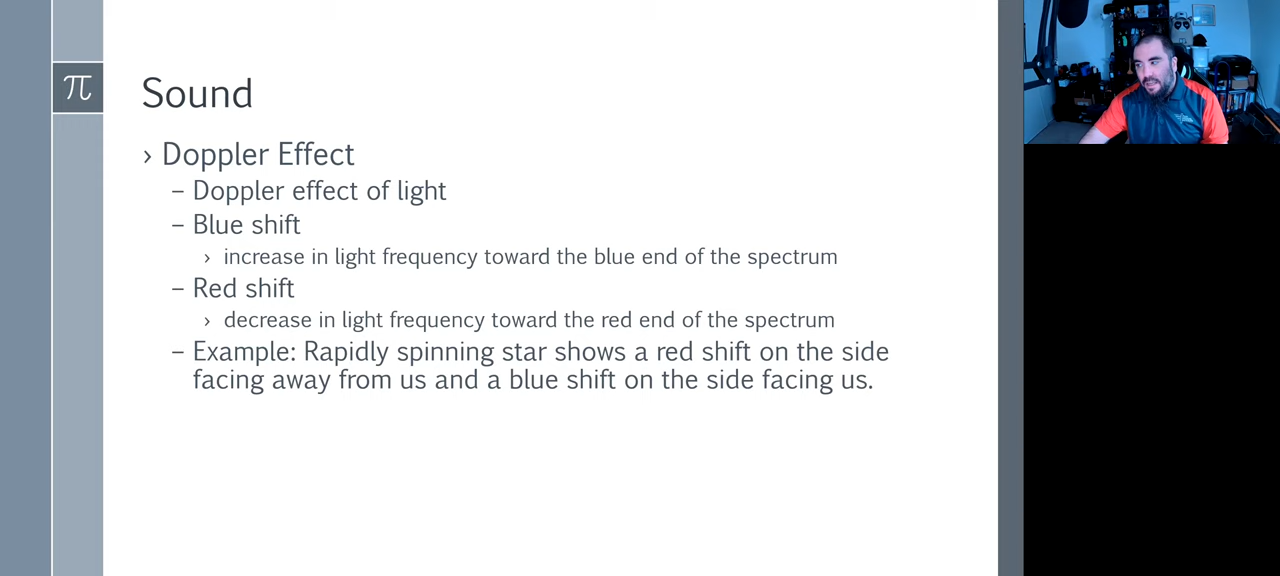 π
Sound
› Doppler Effect
– Doppler effect of light
– Blue shift
› increase in light frequency toward the blue end of the spectrum
– Red shift
› decrease in light frequency toward the red end of the spectrum
– Example: Rapidly spinning star shows a red shift on the side
facing away from us and a blue shift on the side facing us.